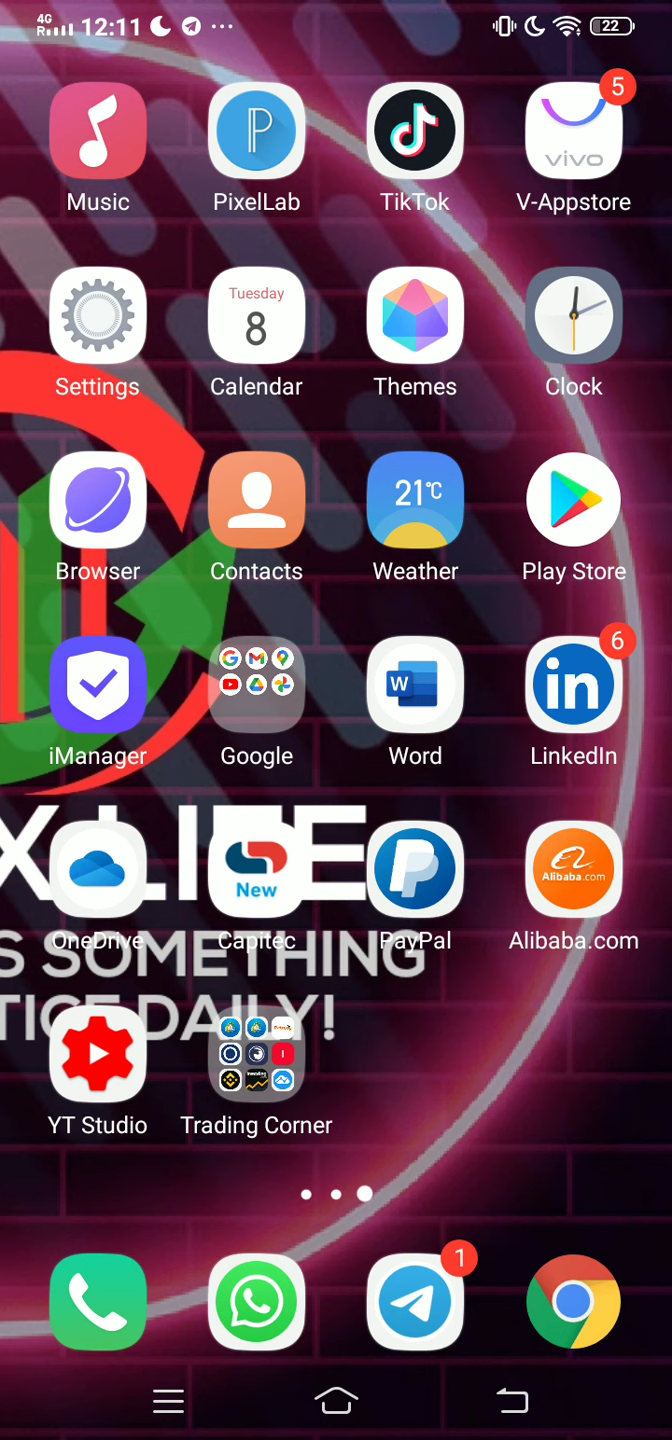 4G
R 12:11 22
5
vivo
Music PixelLab TikTok V-Appstore
Tuesday
8
Settings Calendar Themes Clock
21°C
Browser Contacts Weather Play Store
6
W in
iManager Google Word LinkedIn
X LIFE
New Alibaba.com
OneDrive Capitec PayPal Alibaba.com
S SOMETHING
TICE DAILY!
YT Studio Trading Corner
1